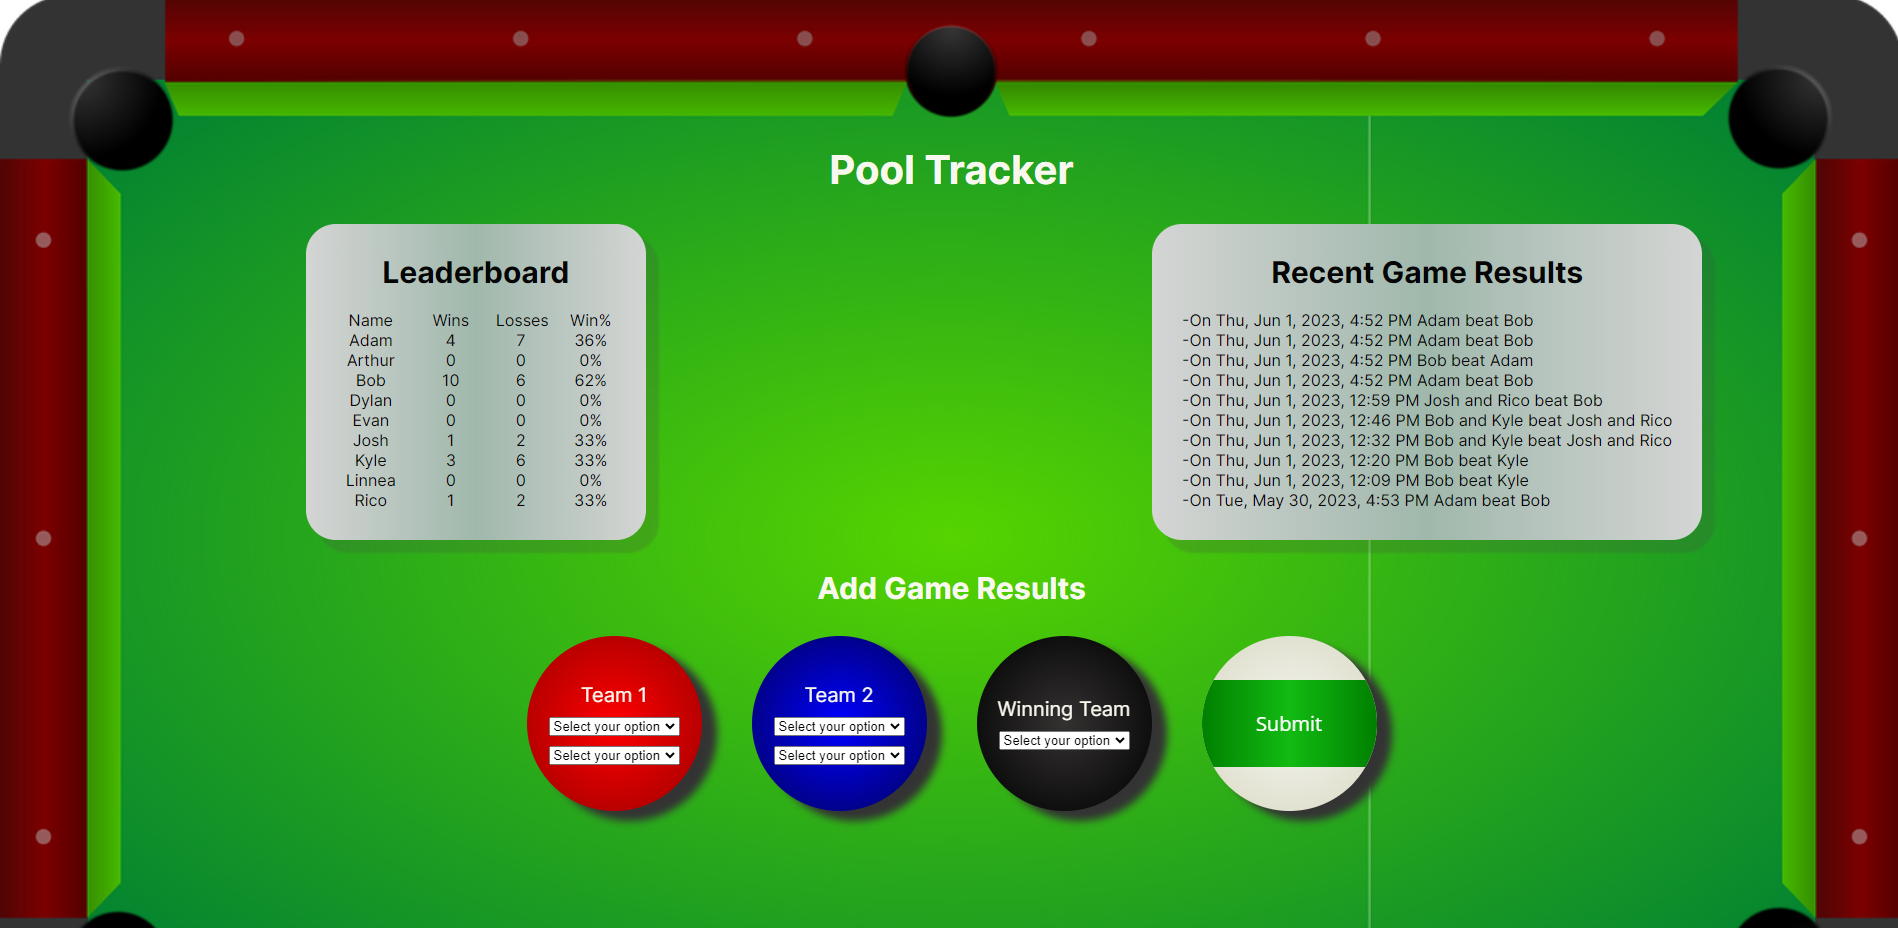 Pool Tracker
Leaderboard
Name Wins Losses Win%
Adam 4 7 36%
Arthur 0 0 0%
Bob 10 6 62%
Dylan 0 0 0%
Evan 0 0 0%
Josh 1 2 33%
Kyle 3 6 33%
Linnea 0 0 0%
Rico 1 2 33%
Recent Game Results
-On Thu, Jun 1, 2023, 4:52 PM Adam beat Bob
-On Thu, Jun 1, 2023, 4:52 PM Adam beat Bob
-On Thu, Jun 1, 2023, 4:52 PM Bob beat Adam
-On Thu, Jun 1, 2023, 4:52 PM Adam beat Bob
-On Thu, Jun 1, 2023, 12:59 PM Josh and Rico beat Bob
-On Thu, Jun 1, 2023, 12:46 PM Bob and Kyle beat Josh and Rico
-On Thu, Jun 1, 2023, 12:32 PM Bob and Kyle beat Josh and Rico
-On Thu, Jun 1, 2023, 12:20 PM Bob beat Kyle
-On Thu, Jun 1, 2023, 12:09 PM Bob beat Kyle
-On Tue, May 30, 2023, 4:53 PM Adam beat Bob
Add Game Results
Team 1
Select your option
Select your option
Team 2
Select your option
Select your option
Winning Team
Select your option
Submit